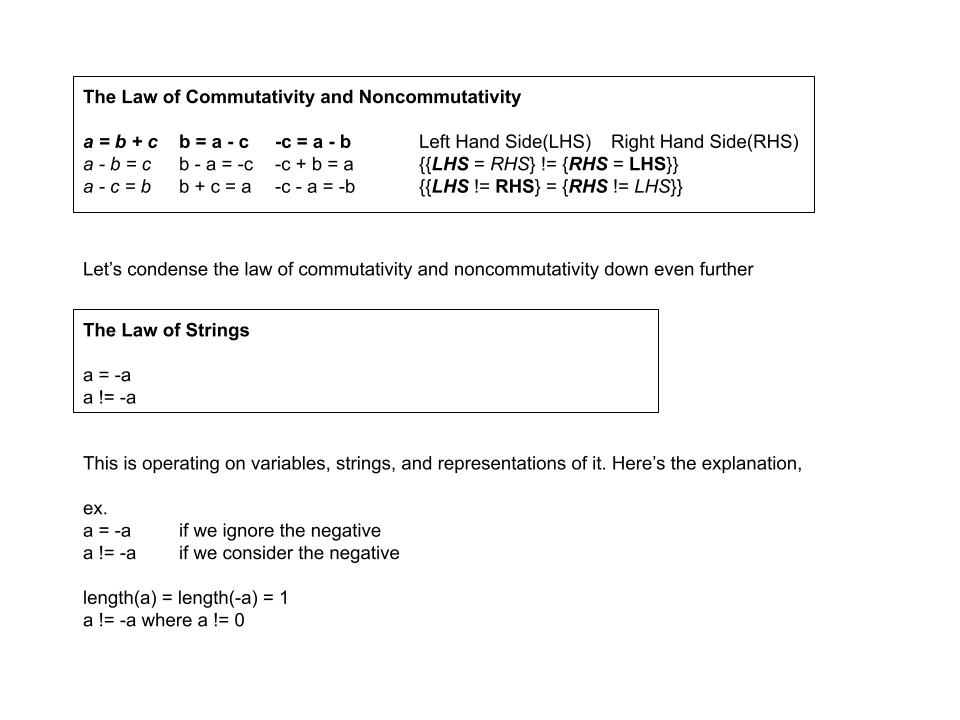 The Law of Commutativity and Noncommutativity
a = b + c b = a - c -c = a - b Left Hand Side(LHS) Right Hand Side(RHS)
a - b = c b - a = -c -c + b = a {{LHS = RHS} != {RHS = LHS}}
a - c = b b + c = a -c - a = -b {{LHS != RHS} = {RHS != LHS}}
Let’s condense the law of commutativity and noncommutativity down even further
The Law of Strings
a = -a
a != -a
This is operating on variables, strings, and representations of it. Here’s the explanation,
ex.
a = -a if we ignore the negative
a != -a if we consider the negative
length(a) = length(-a) = 1
a != -a where a != 0